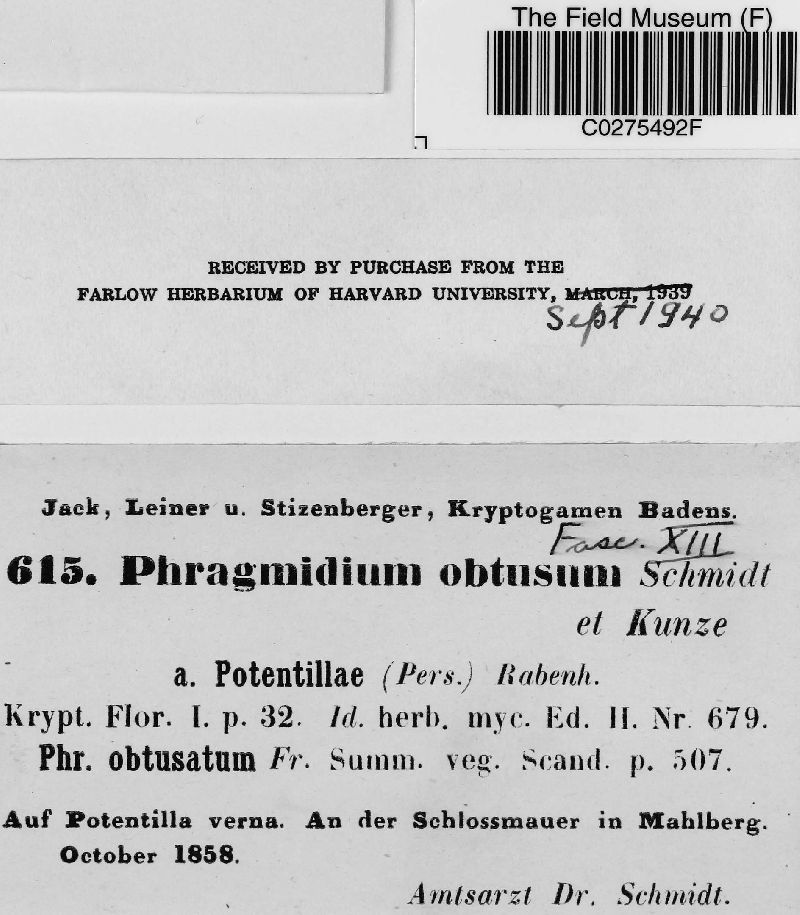 The Field Museum (F)
C0275492F
RECEIVED BY PURCHASE FROM THE
FARLOW HERBARIUM OF HARVARD UNIVERSITY, MARCH, 1939
Sept 1940
Jack, Leiner u. Stizenberger, Kryptogamen Badens.
Fasc. XIII
615. Phragmidium obtusum Schmidt
et Kunze
a. Potentillae (Pers.) Rabenh.
Krypt. Flor. I. p. 32. Id. herb. myc. Ed. II. Nr. 679.
Phr. obtusatum Fr. Summ. veg. Scand. p. 507.
Auf Potentilla verna. An der Schlossmauer in Mahlberg.
October 1858.
Amtsarzt Dr. Schmidt.